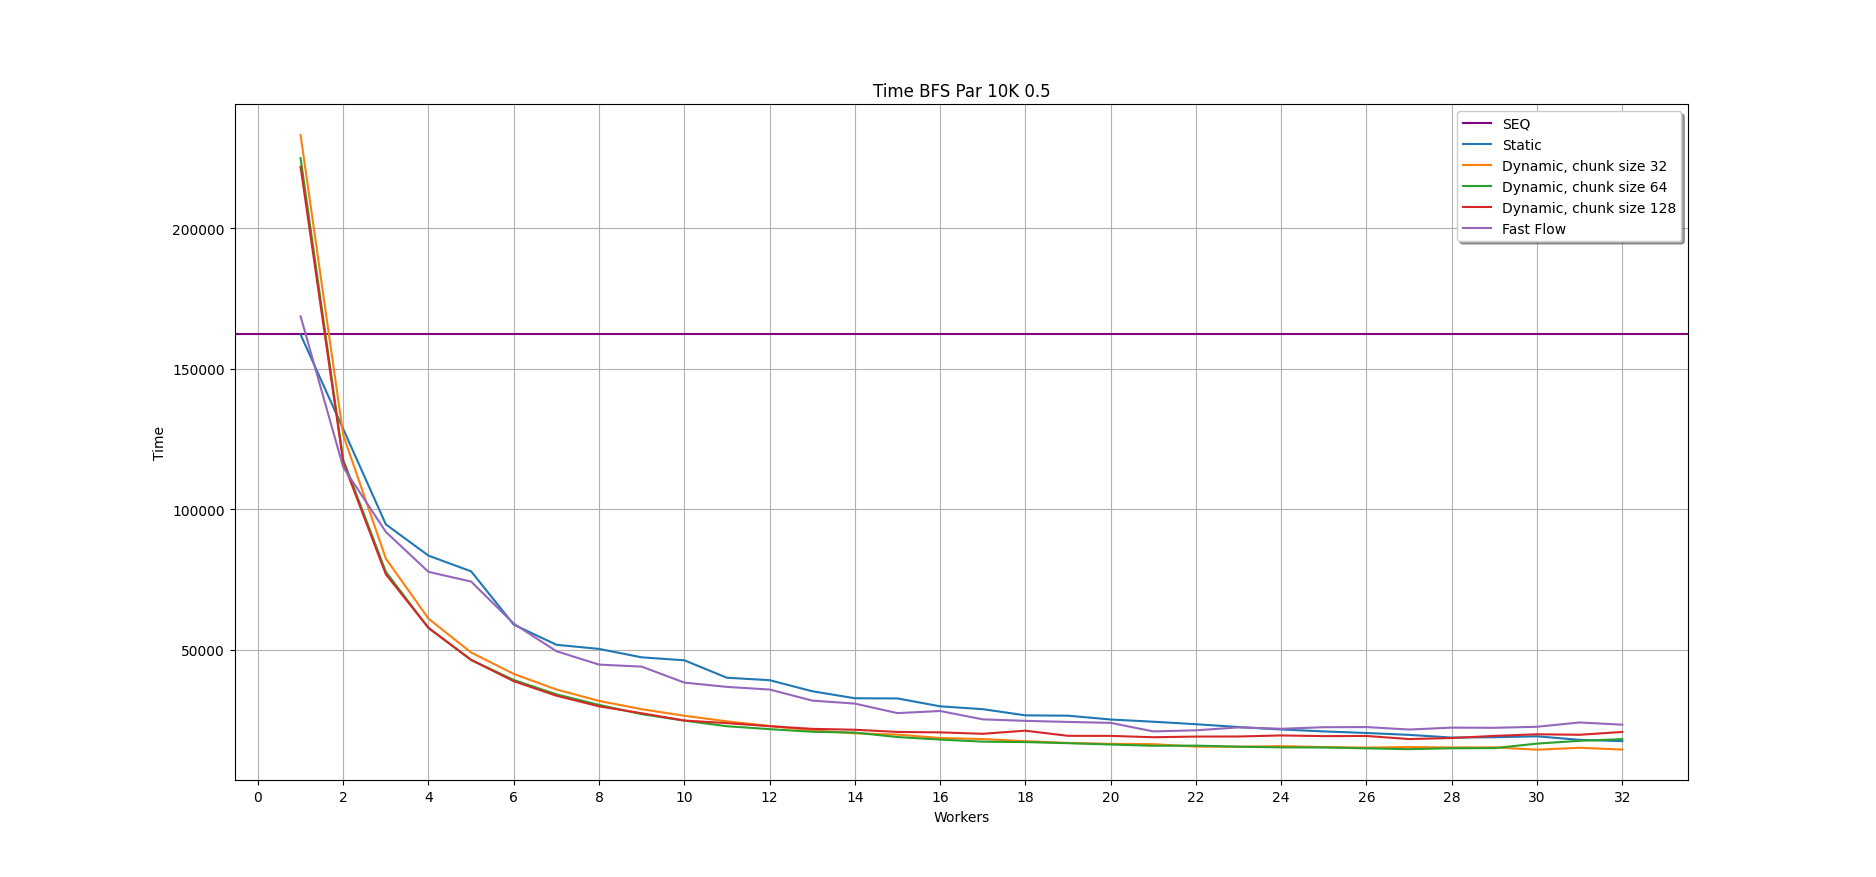 Time BFS Par 10K 0.5
SEQ
Static
Dynamic, chunk size 32
Dynamic, chunk size 64
Dynamic, chunk size 128
Fast Flow
200000
150000
100000
50000
Time
0 2 4 6 8 10 12 14 16 18 20 22 24 26 28 30 32
Workers